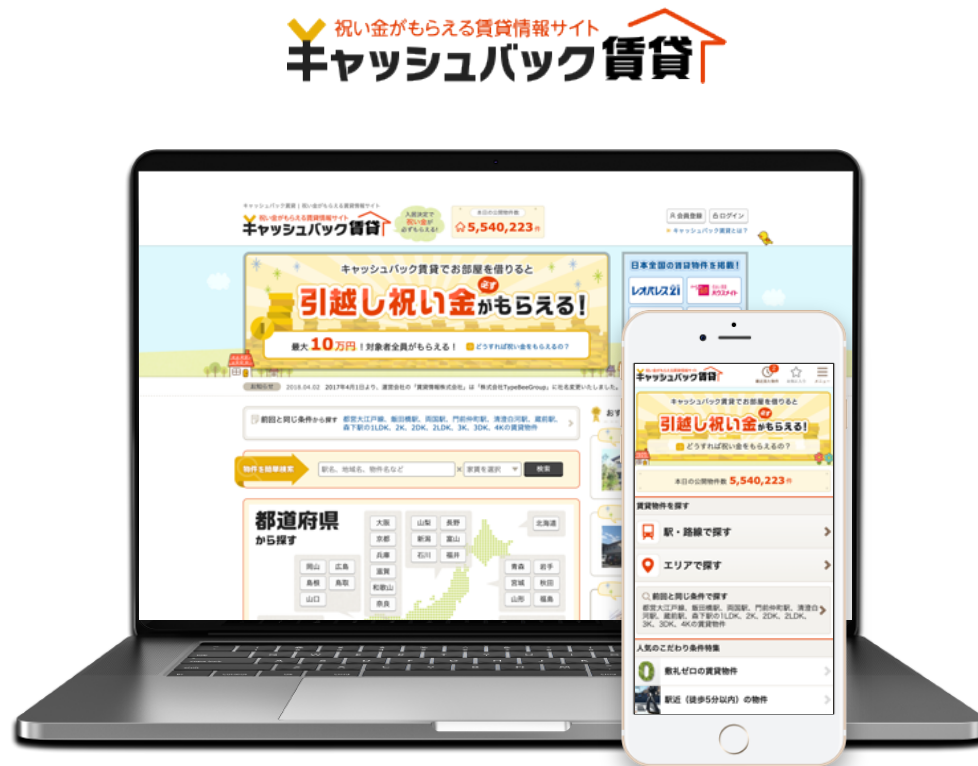 祝い金がもらえる賃貸情報サイト
キャッシュバック賃貸
キャッシュバック賃貸 | 祝い金がもらえる賃貸情報サイト
祝い金がもらえる賃貸情報サイト
キャッシュバック賃貸
入居決定で
祝い金が
必ずもらえる!
本日の公開物件数
5,540,223件
会員登録
ログイン
キャッシュバック賃貸とは?
キャッシュバック賃貸でお部屋を借りると
引越し祝い金が必ずもらえる!
最大10万円!対象者全員がもらえる!
どうすれば祝い金をもらえるの?
日本全国の賃貸物件を掲載!
レオパレス21
ハウスメイト
お知らせ 2018.04.02 2017年4月1日より、運営会社の「賃貸情報株式会社」は「株式会社TypeBeeGroup」に社名変更いたしました。
前回と同じ条件から探す
都営大江戸線、飯田橋駅、両国駅、門前仲町駅、清澄白河駅、蔵前駅、
森下駅の1LDK、2K、2DK、2LDK、3K、3DK、4Kの賃貸物件
おす
物件を簡単検索
駅名、地域名、物件名など
×
家賃を選択
検索
都道府県
から探す
大阪
京都
兵庫
滋賀
和歌山
奈良
山梨 長野
新潟 富山
石川 福井
北海道
岡山 広島
島根 鳥取
山口
青森 岩手
宮城 秋田
山形 福島
キャッシュバック賃貸
2
お気に入り
メニュー
キャッシュバック賃貸でお部屋を借りると
引越し祝い金が必ずもらえる!
どうすれば祝い金をもらえるの?
本日の公開物件数 5,540,223件
賃貸物件を探す
駅・路線で探す
エリアで探す
前回と同じ条件で探す
都営大江戸線、飯田橋駅、両国駅、門前仲町駅、清澄白
河駅、蔵前駅、森下駅の1LDK、2K、2DK、2LDK、
3K、3DK、4Kの賃貸物件
人気のこだわり条件特集
敷礼ゼロの賃貸物件
駅近（徒歩5分以内）の物件